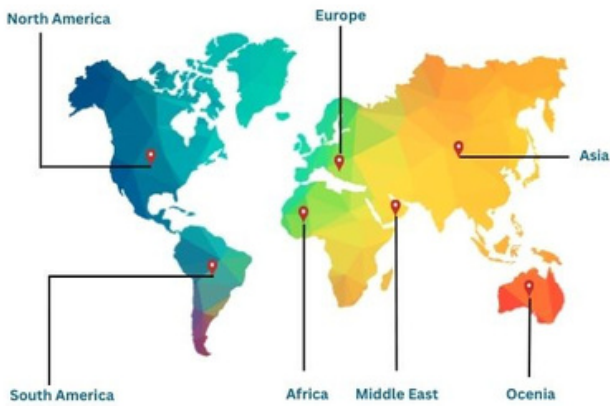 North America
Europe
Asia
South America
Africa
Middle East
Ocenia